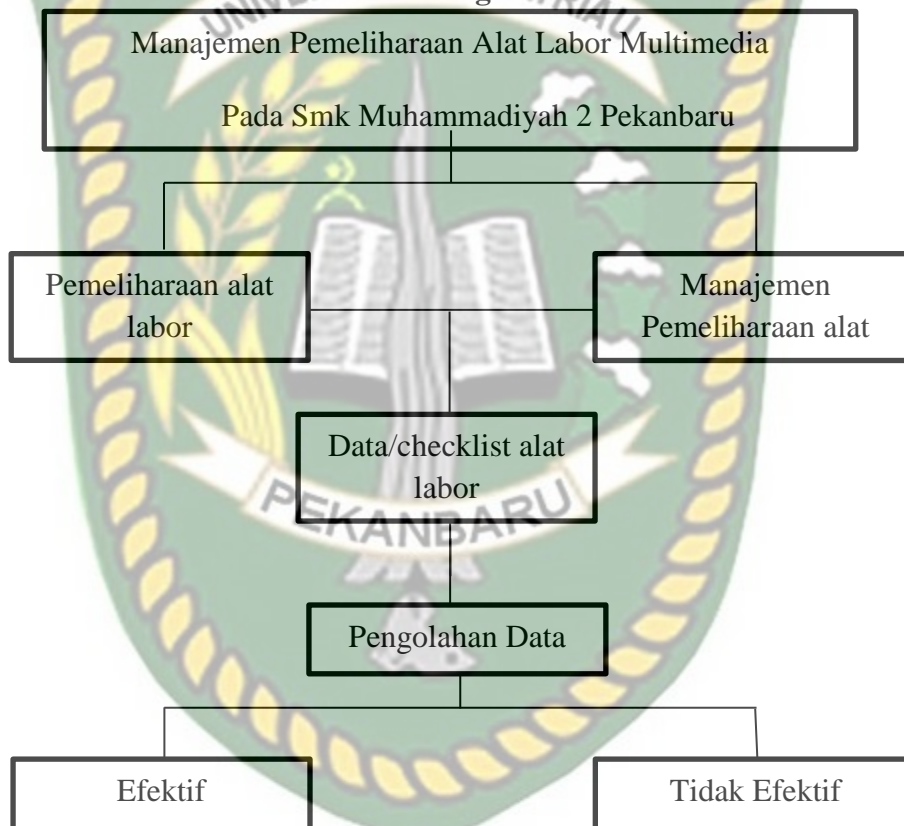 Manajemen Pemeliharaan Alat Labor Multimedia
Pada Smk Muhammadiyah 2 Pekanbaru
Pemeliharaan alat
labor
Manajemen
Pemeliharaan alat
Data/checklist alat
labor
PEKANBARU
Pengolahan Data
Efektif
Tidak Efektif